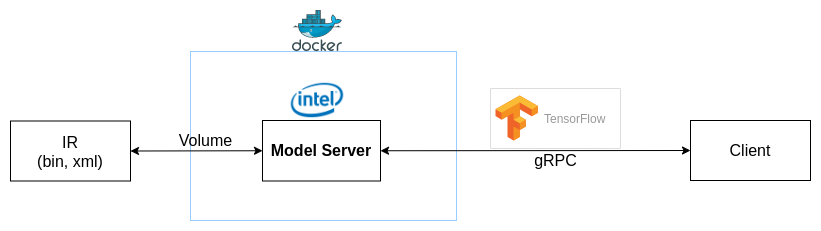 docker
intel
TensorFlow
IR
(bin, xml)
Volume
Model Server
gRPC
Client